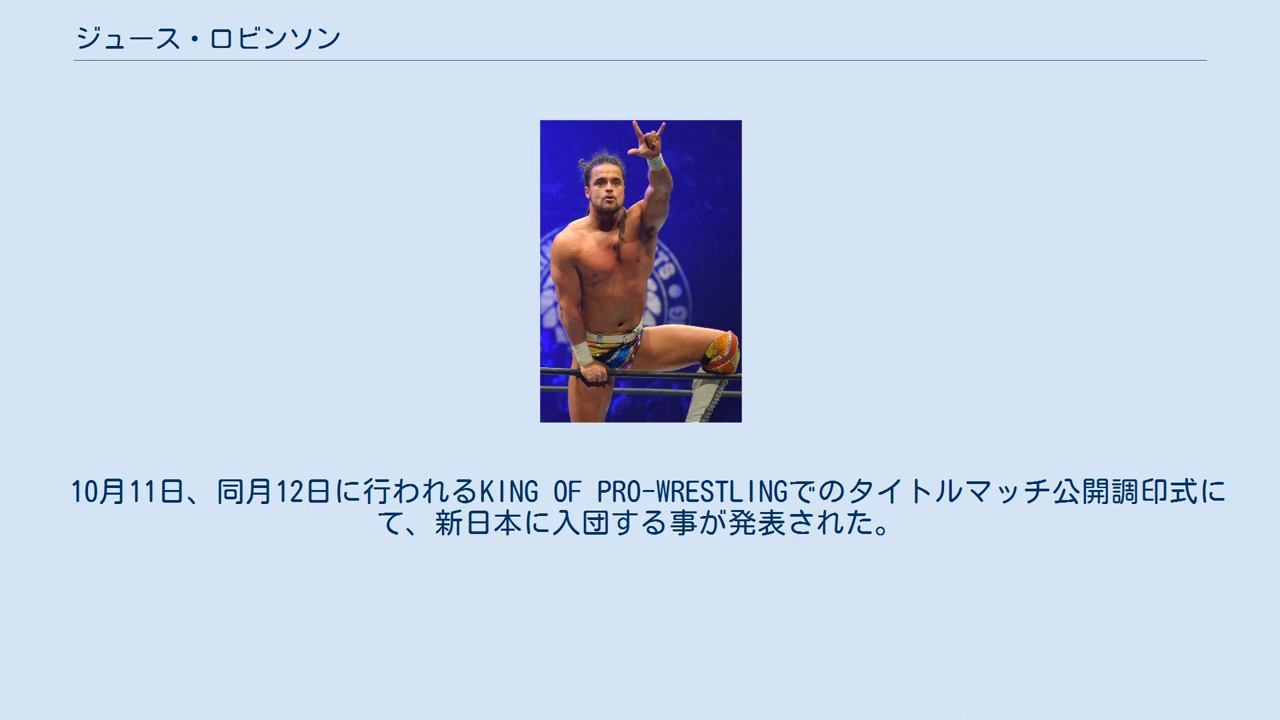 ジュース・ロビンソン
10月11日、同月12日に行われるKING OF PRO-WRESTLINGでのタイトルマッチ公開調印式に
て、新日本に入団する事が発表された。